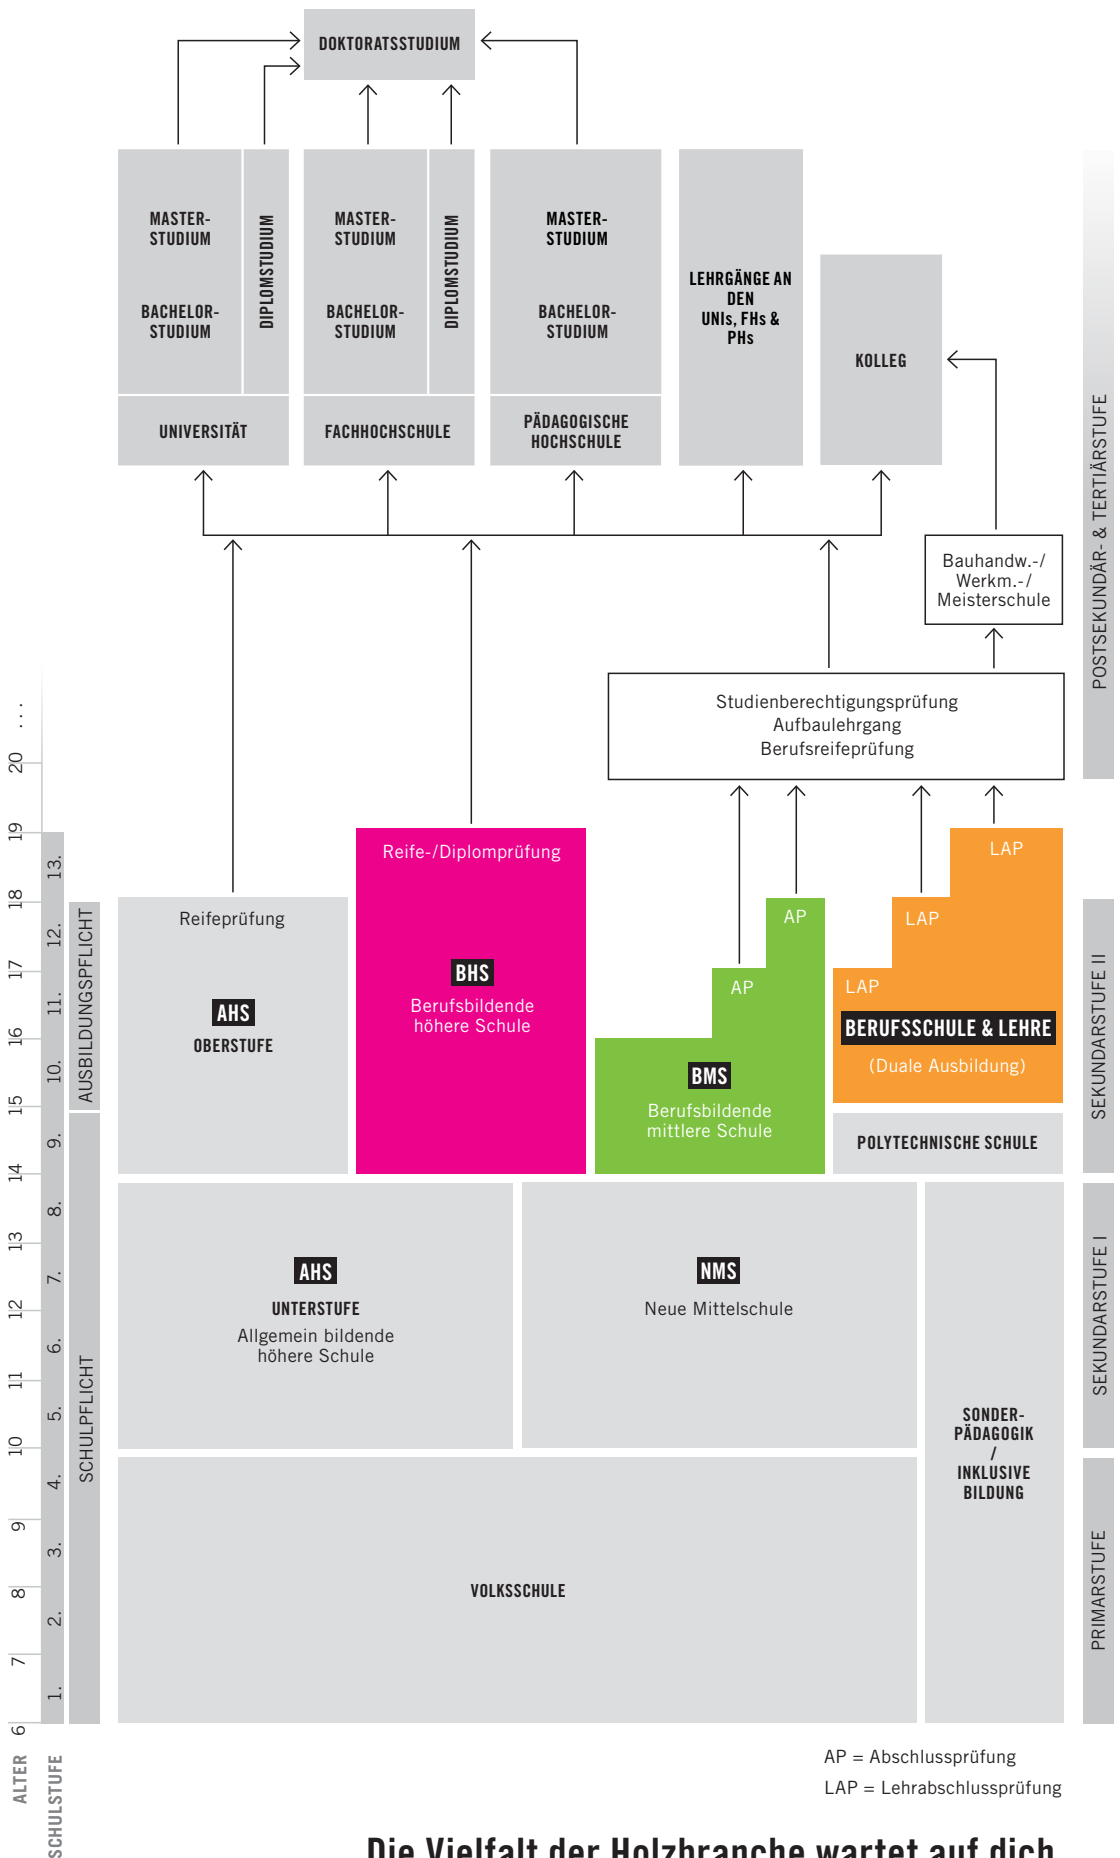 DOKTORATSSTUDIUM
MASTER-
STUDIUM
BACHELOR-
STUDIUM
DIPLOMSTUDIUM
UNIVERSITÄT
MASTER-
STUDIUM
BACHELOR-
STUDIUM
DIPLOMSTUDIUM
FACHHOCHSCHULE
MASTER-
STUDIUM
BACHELOR-
STUDIUM
PÄDAGOGISCHE
HOCHSCHULE
LEHRGÄNGE AN
DEN
UNIs, FHs &
PHs
KOLLEG
Bauhandw.-/
Werkm.-/
Meisterschule
Studienberechtigungsprüfung
Aufbaulehrgang
Berufsreifeprüfung
Reifeprüfung
AHS
OBERSTUFE
Reife-/Diplomprüfung
BHS
Berufsbildende
höhere Schule
AP
AP
BMS
Berufsbildende
mittlere Schule
LAP
LAP
LAP
BERUFSSCHULE & LEHRE
(Duale Ausbildung)
POLYTECHNISCHE SCHULE
AHS
UNTERSTUFE
Allgemein bildende
höhere Schule
NMS
Neue Mittelschule
SONDER-
PÄDAGOGIK
/
INKLUSIVE
BILDUNG
VOLKSSCHULE
POSTSEKUNDÄR- & TERTIÄRSTUFE
SEKUNDARSTUFE II
SEKUNDARSTUFE I
PRIMARSTUFE
...
20
19
18
17
16
15
14
13
12
11
10
9
8
7
6
ALTER
13.
12.
11.
10.
9.
8.
7.
6.
5.
4.
3.
2.
1.
SCHULSTUFE
AUSBILDUNGSPFLICHT
SCHULPFLICHT
AP = Abschlussprüfung
LAP = Lehrabschlussprüfung
Die Vielfalt der Holzbranche wartet auf dich